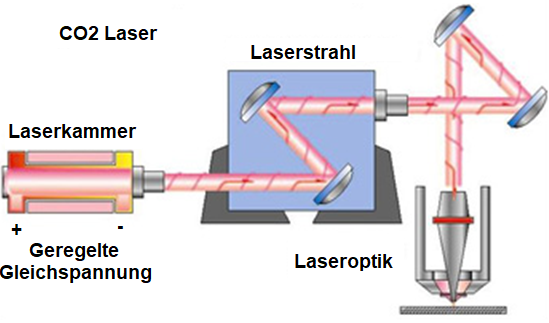 CO2 Laser
Laserstrahl
Laserkammer
+ -
Geregelte
Gleichspannung
Laseroptik